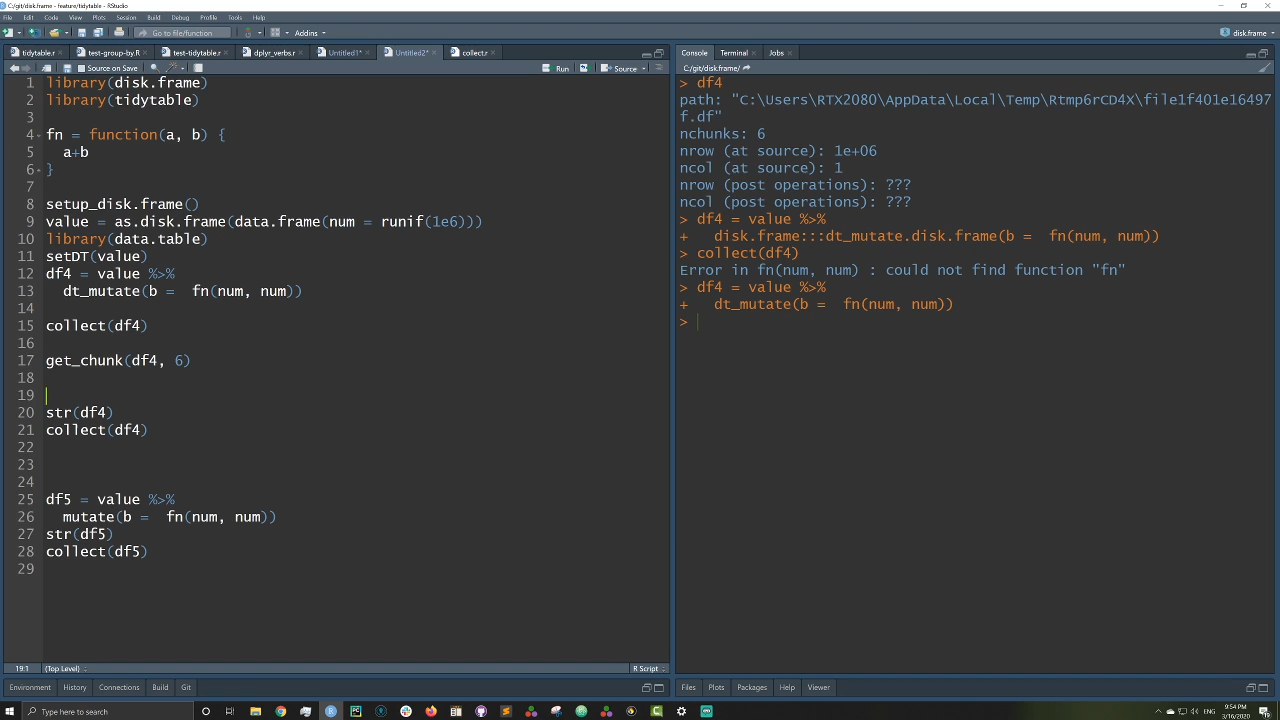 C:/git/disk.frame - feature/tidytable - RStudio
File Edit Code View Plots Session Build Debug Profile Tools Help
Go to file/function Addins disk.frame
tidytable.r test-group-by.R test-tidytable.r dplyr_verbs.r Untitled1* Untitled2* collect.r
Source on Save Run Source
1 library(disk.frame)
2 library(tidytable)
3
4 fn = function(a, b) {
5   a+b
6 }
7
8 setup_disk.frame()
9 value = as.disk.frame(data.frame(num = runif(1e6)))
10 library(data.table)
11 setDT(value)
12 df4 = value %>%
13   dt_mutate(b =  fn(num, num))
14
15 collect(df4)
16
17 get_chunk(df4, 6)
18
19
20 str(df4)
21 collect(df4)
22
23
24
25 df5 = value %>%
26   mutate(b =  fn(num, num))
27 str(df5)
28 collect(df5)
29
19:1 (Top Level) R Script
Environment History Connections Build Git
Console Terminal Jobs
C:/git/disk.frame/
> df4
path: "C:\Users\RTX2080\AppData\Local\Temp\Rtmp6rCD4X\file1f401e16497
f.df"
nchunks: 6
nrow (at source): 1e+06
ncol (at source): 1
nrow (post operations): ???
ncol (post operations): ???
> df4 = value %>%
+   disk.frame:::dt_mutate.disk.frame(b =  fn(num, num))
> collect(df4)
Error in fn(num, num) : could not find function "fn"
> df4 = value %>%
+   dt_mutate(b =  fn(num, num))
>
Files Plots Packages Help Viewer
Type here to search
ENG
9:54 PM
3/16/2020